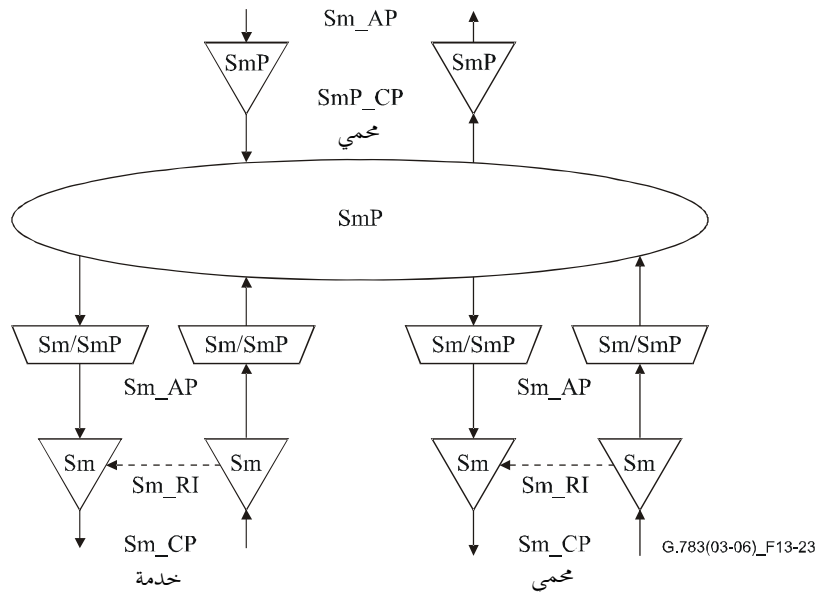 Sm_AP
SmP SmP
SmP_CP
محمي
SmP
Sm/SmP Sm/SmP Sm/SmP Sm/SmP
Sm_AP Sm_AP
Sm Sm Sm Sm
Sm_RI Sm_RI
Sm_CP Sm_CP G.783(03-06)_F13-23
خدمة محمي